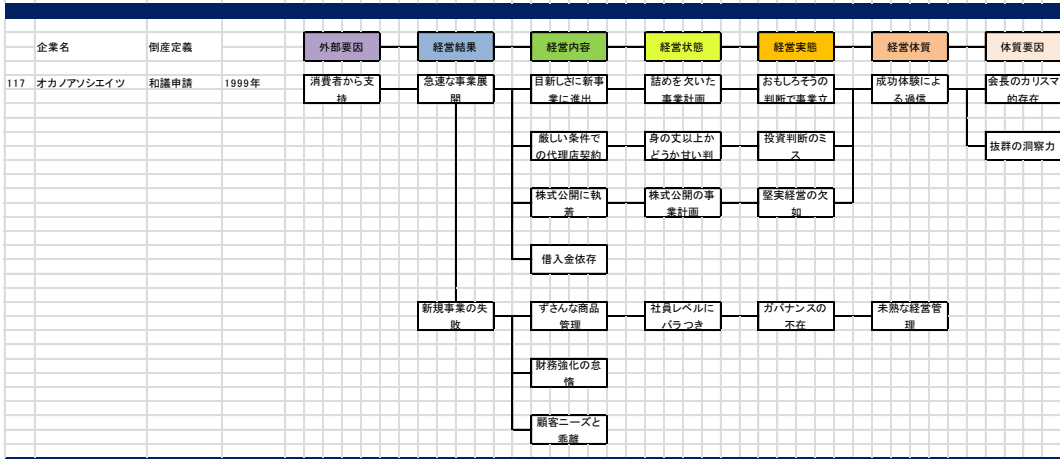 企業名 倒産定義 外部要因 経営結果 経営内容 経営状態 経営実態 経営体質 体質要因
117 オカノアソシエイツ 和議申請 1999年
消費者から支
持
急速な事業展
開
目新しさに新事
業に進出
詰めを欠いた
事業計画
おもしろそうの
判断で事業立
成功体験によ
る過信
会長のカリスマ
的存在
厳しい条件で
の代理店契約
身の丈以上か
どうか甘い判
投資判断のミ
ス
抜群の洞察力
株式公開に執
着
株式公開の事
業計画
堅実経営の欠
如
借入金依存
新規事業の失
敗
ずさんな商品
管理
社員レベルに
バラつき
ガバナンスの
不在
未熟な経営管
理
財務強化の怠
惰
顧客ニーズと
乖離